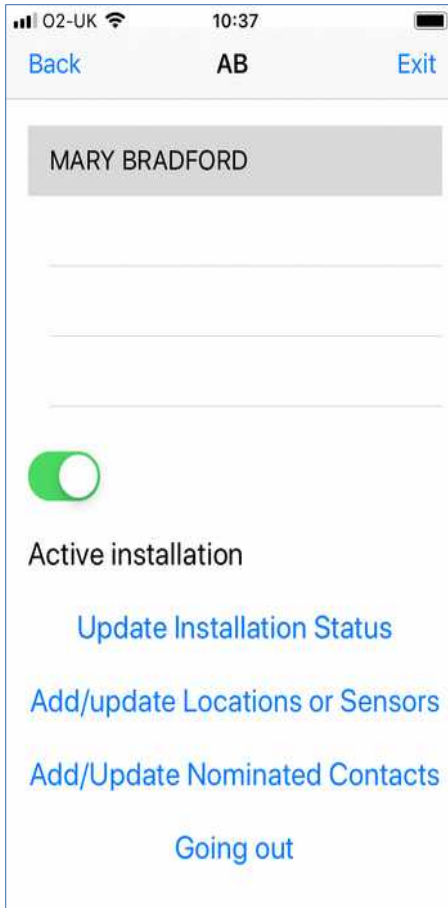 O2-UK 10:37
Back AB Exit
MARY BRADFORD
Active installation
Update Installation Status
Add/update Locations or Sensors
Add/Update Nominated Contacts
Going out